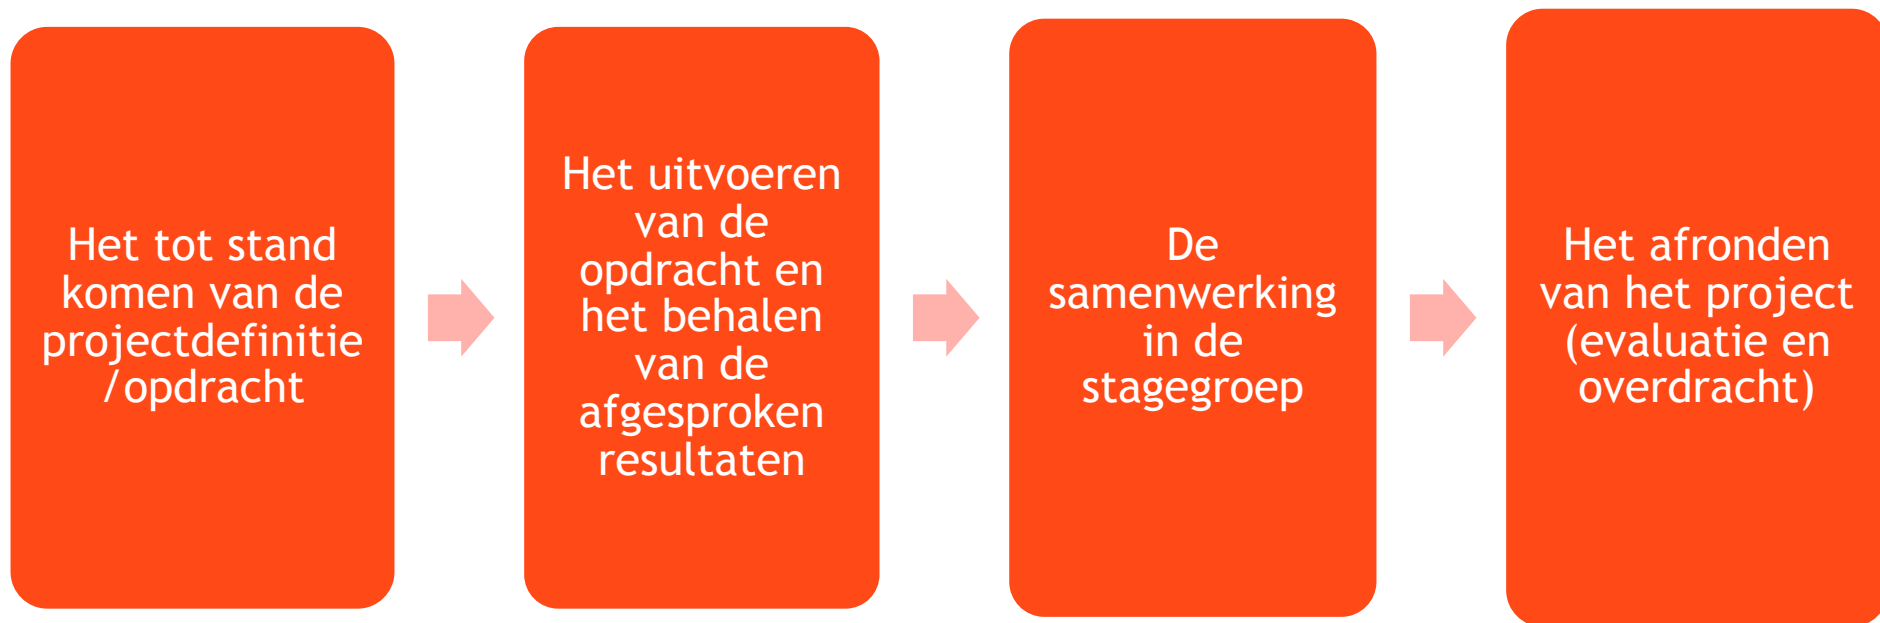 Het tot stand
komen van de
projectdefinitie
/opdracht
Het uitvoeren
van de
opdracht en
het behalen
van de
afgesproken
resultaten
De
samenwerking
in de
stagegroep
Het afronden
van het project
(evaluatie en
overdracht)